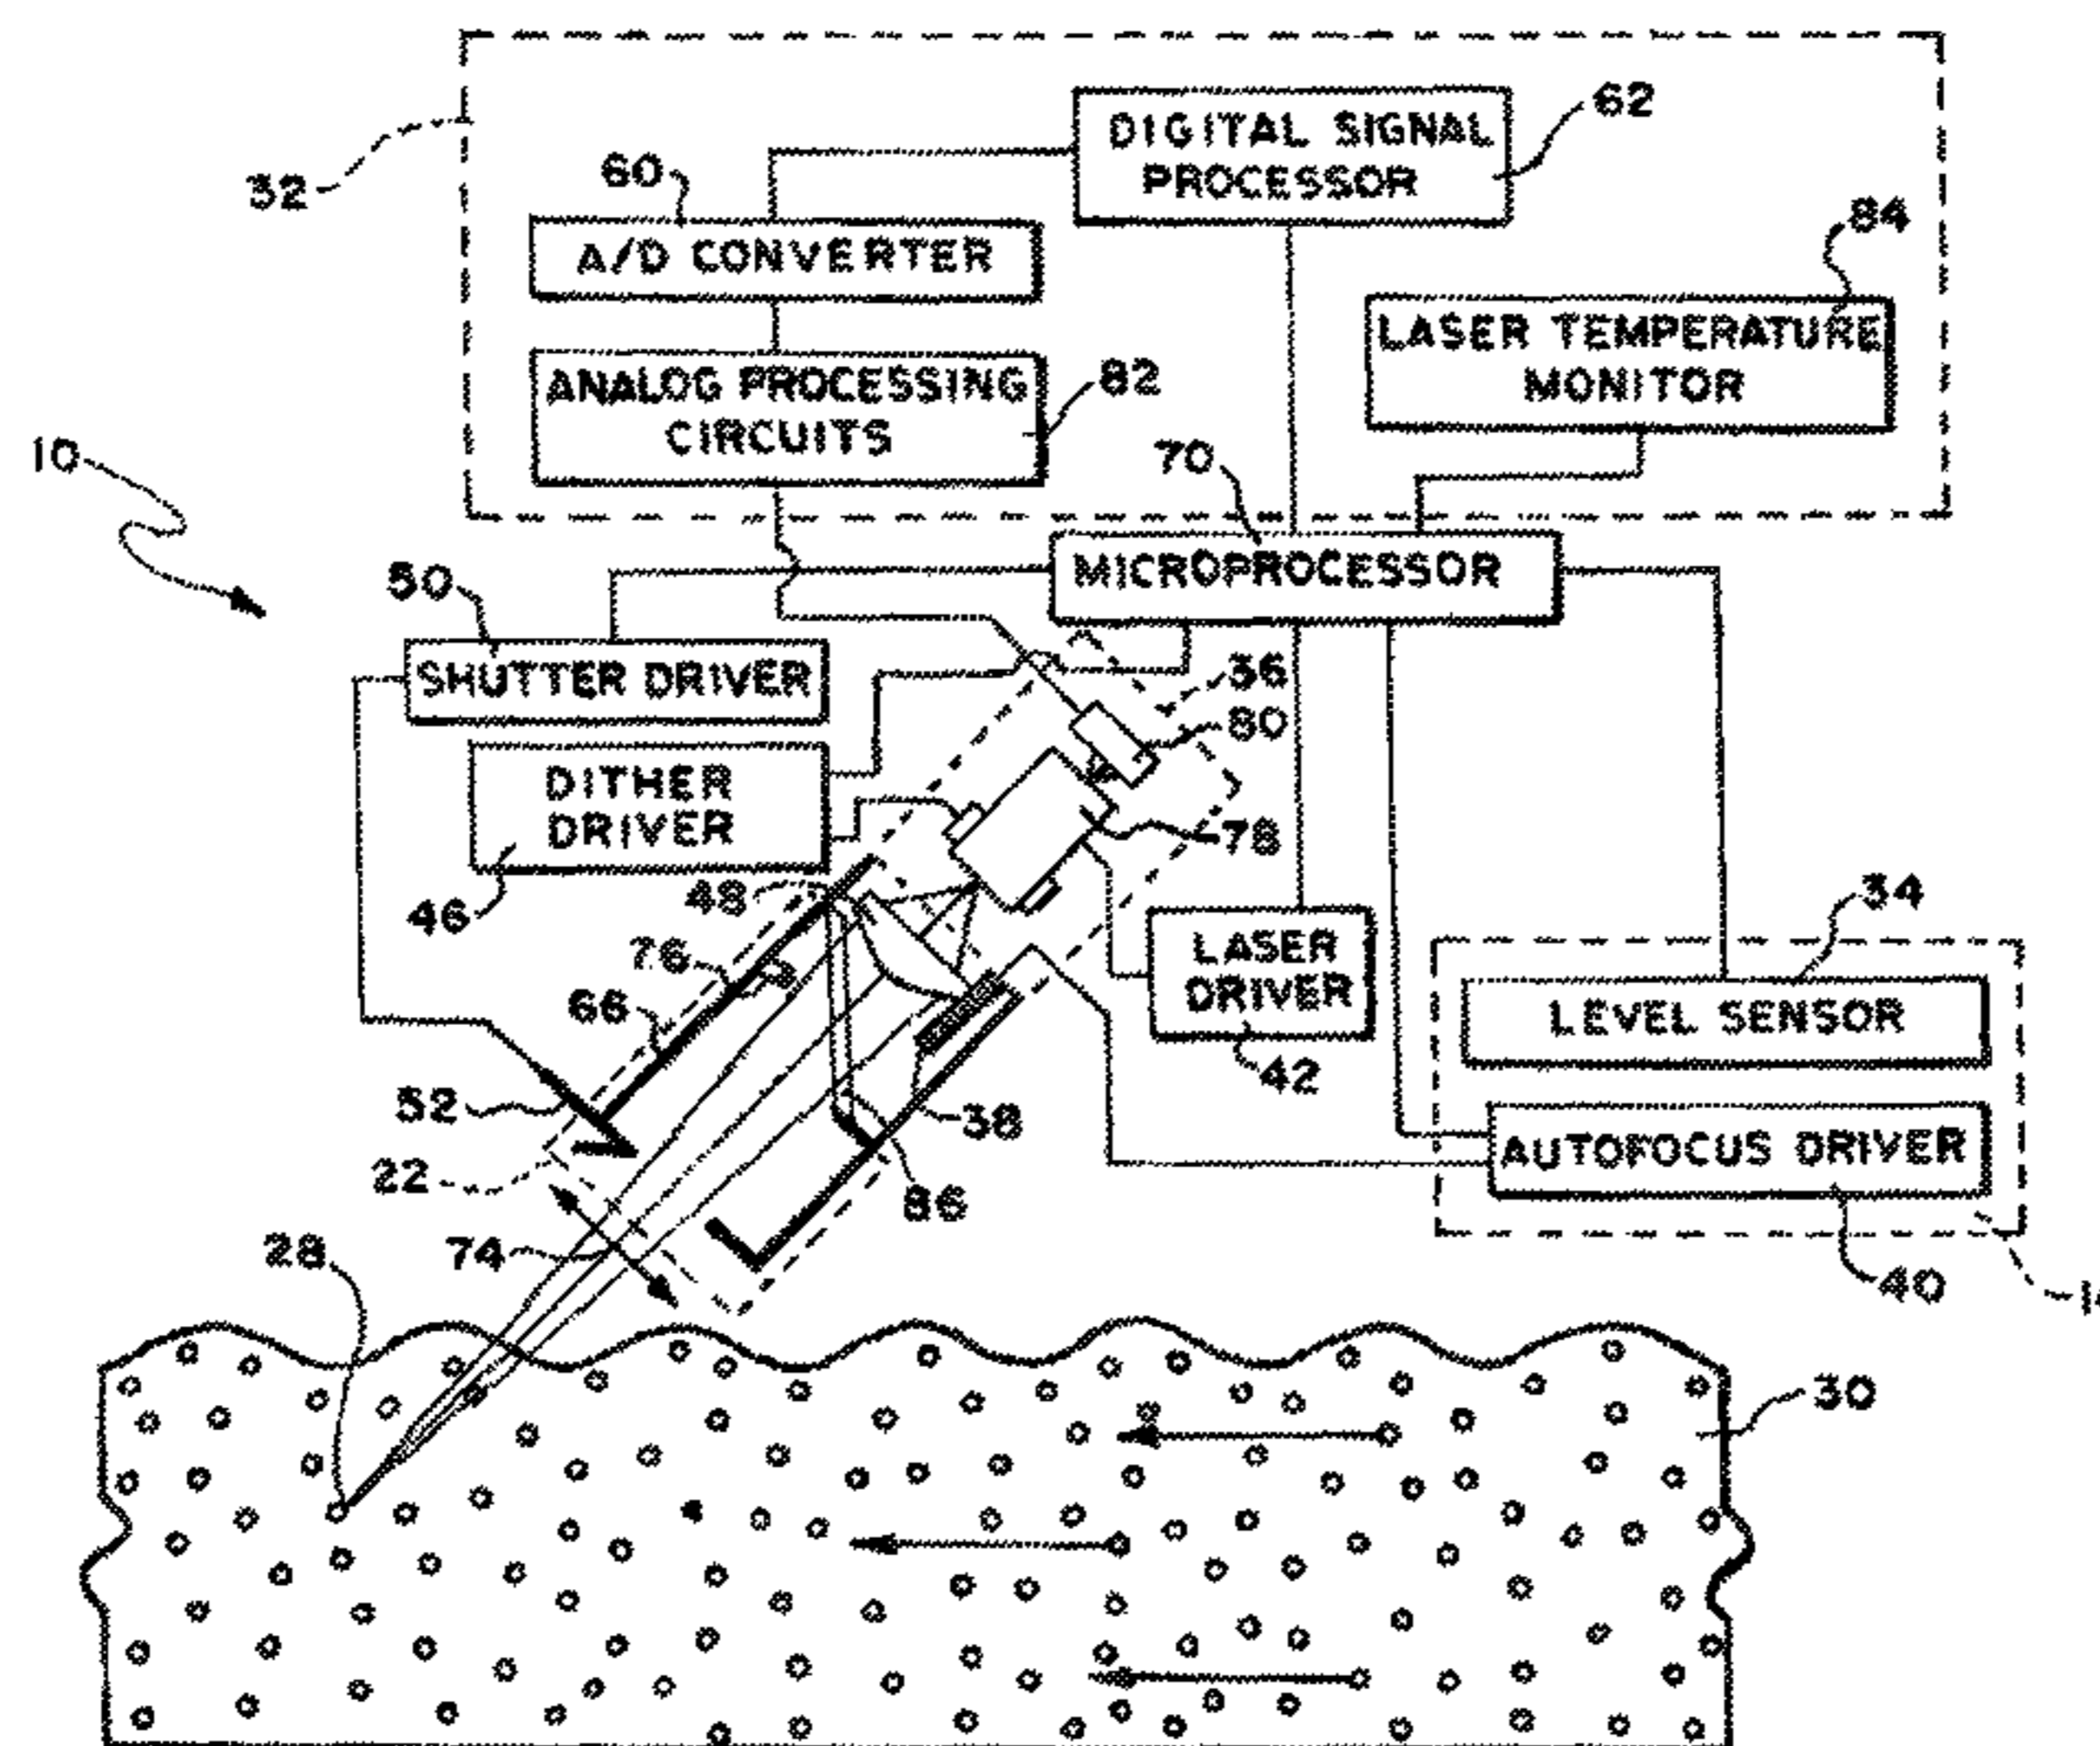 62
DIGITAL SIGNAL
PROCESSOR
32
60
84
A/D CONVERTER
LASER TEMPERATURE
MONITOR
ANALOG PROCESSING
CIRCUITS
82
10
70
MICROPROCESSOR
50
SHUTTER DRIVER
36
80
DITHER
DRIVER
78
48
46
34
76
LASER
DRIVER
66
LEVEL SENSOR
42
52
38
AUTOFOCUS DRIVER
22
86
74
28
40
30